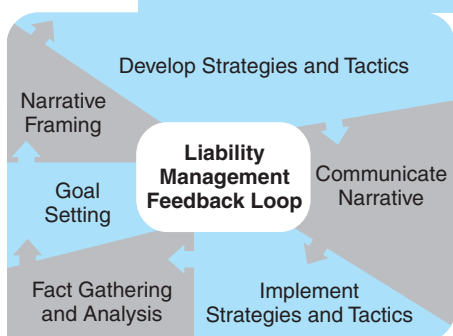 Develop Strategies and Tactics
Narrative
Framing
Liability
Management
Feedback Loop
Communicate
Narrative
Goal
Setting
Fact Gathering
and Analysis
Implement
Strategies and Tactics